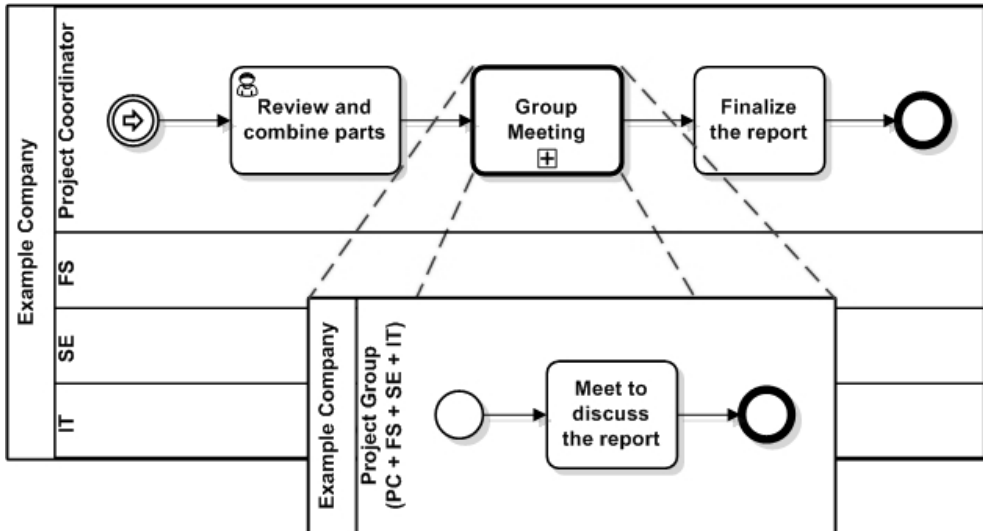 Example Company
Project Coordinator
Review and
combine parts
Group
Meeting
Finalize
the report
FS
SE
IT
Example Company
Project Group
(PC + FS + SE + IT)
Meet to
discuss
the report